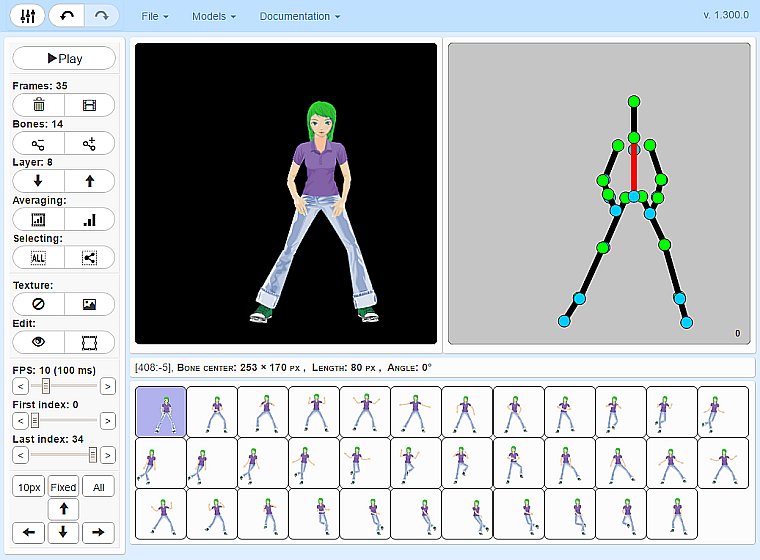 File Models Documentation v. 1.300.0
Play
Frames: 35
Bones: 14
Layer: 8
Averaging:
Selecting:
ALL
Texture:
Edit:
0
[408:-5], Bone center: 253 × 170 px , Length: 80 px , Angle: 0°
FPS: 10 (100 ms)
< >
First index: 0
< >
Last index: 34
< >
10px Fixed All